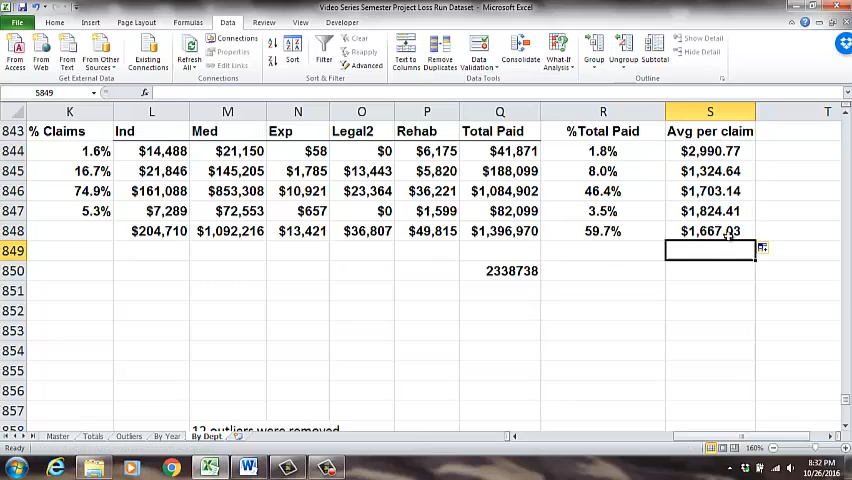 Video Series Semester Project Loss Run Dataset - Microsoft Excel
File Home Insert Page Layout Formulas Data Review View Developer
From Access From Web From Text From Other Sources Existing Connections
Refresh All Connections Properties Edit Links
Sort Filter Clear Reapply Advanced
Text to Columns Remove Duplicates Data Validation Consolidate What-If Analysis
Group Ungroup Subtotal Show Detail Hide Detail
Get External Data Connections Sort & Filter Data Tools Outline
S849 fx
K L M N O P Q R S T
843 % Claims Ind Med Exp Legal2 Rehab Total Paid %Total Paid Avg per claim
844 1.6% $14,488 $21,150 $58 $0 $6,175 $41,871 1.8% $2,990.77
845 16.7% $21,846 $145,205 $1,785 $13,443 $5,820 $188,099 8.0% $1,324.64
846 74.9% $161,088 $853,308 $10,921 $23,364 $36,221 $1,084,902 46.4% $1,703.14
847 5.3% $7,289 $72,553 $657 $0 $1,599 $82,099 3.5% $1,824.41
848 $204,710 $1,092,216 $13,421 $36,807 $49,815 $1,396,970 59.7% $1,667.03
849
850 2338738
851
852
853
854
855
856
857
858 12 outliers were removed
Master Totals Outliers By Year By Dept
Ready 160%
8:32 PM
10/26/2016